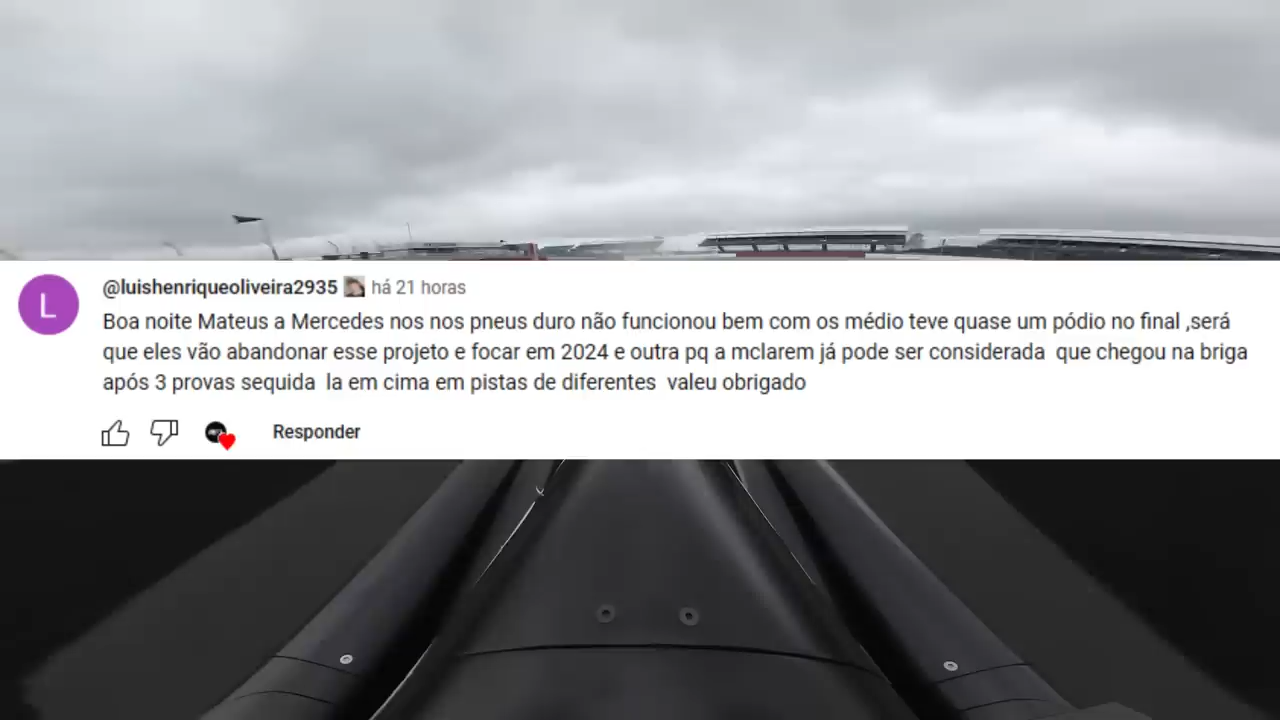 L
@luishenriqueoliveira2935 há 21 horas
Boa noite Mateus a Mercedes nos nos pneus duro não funcionou bem com os médio teve quase um pódio no final ,será
que eles vão abandonar esse projeto e focar em 2024 e outra pq a mclarem já pode ser considerada que chegou na briga
após 3 provas sequida la em cima em pistas de diferentes valeu obrigado
Responder